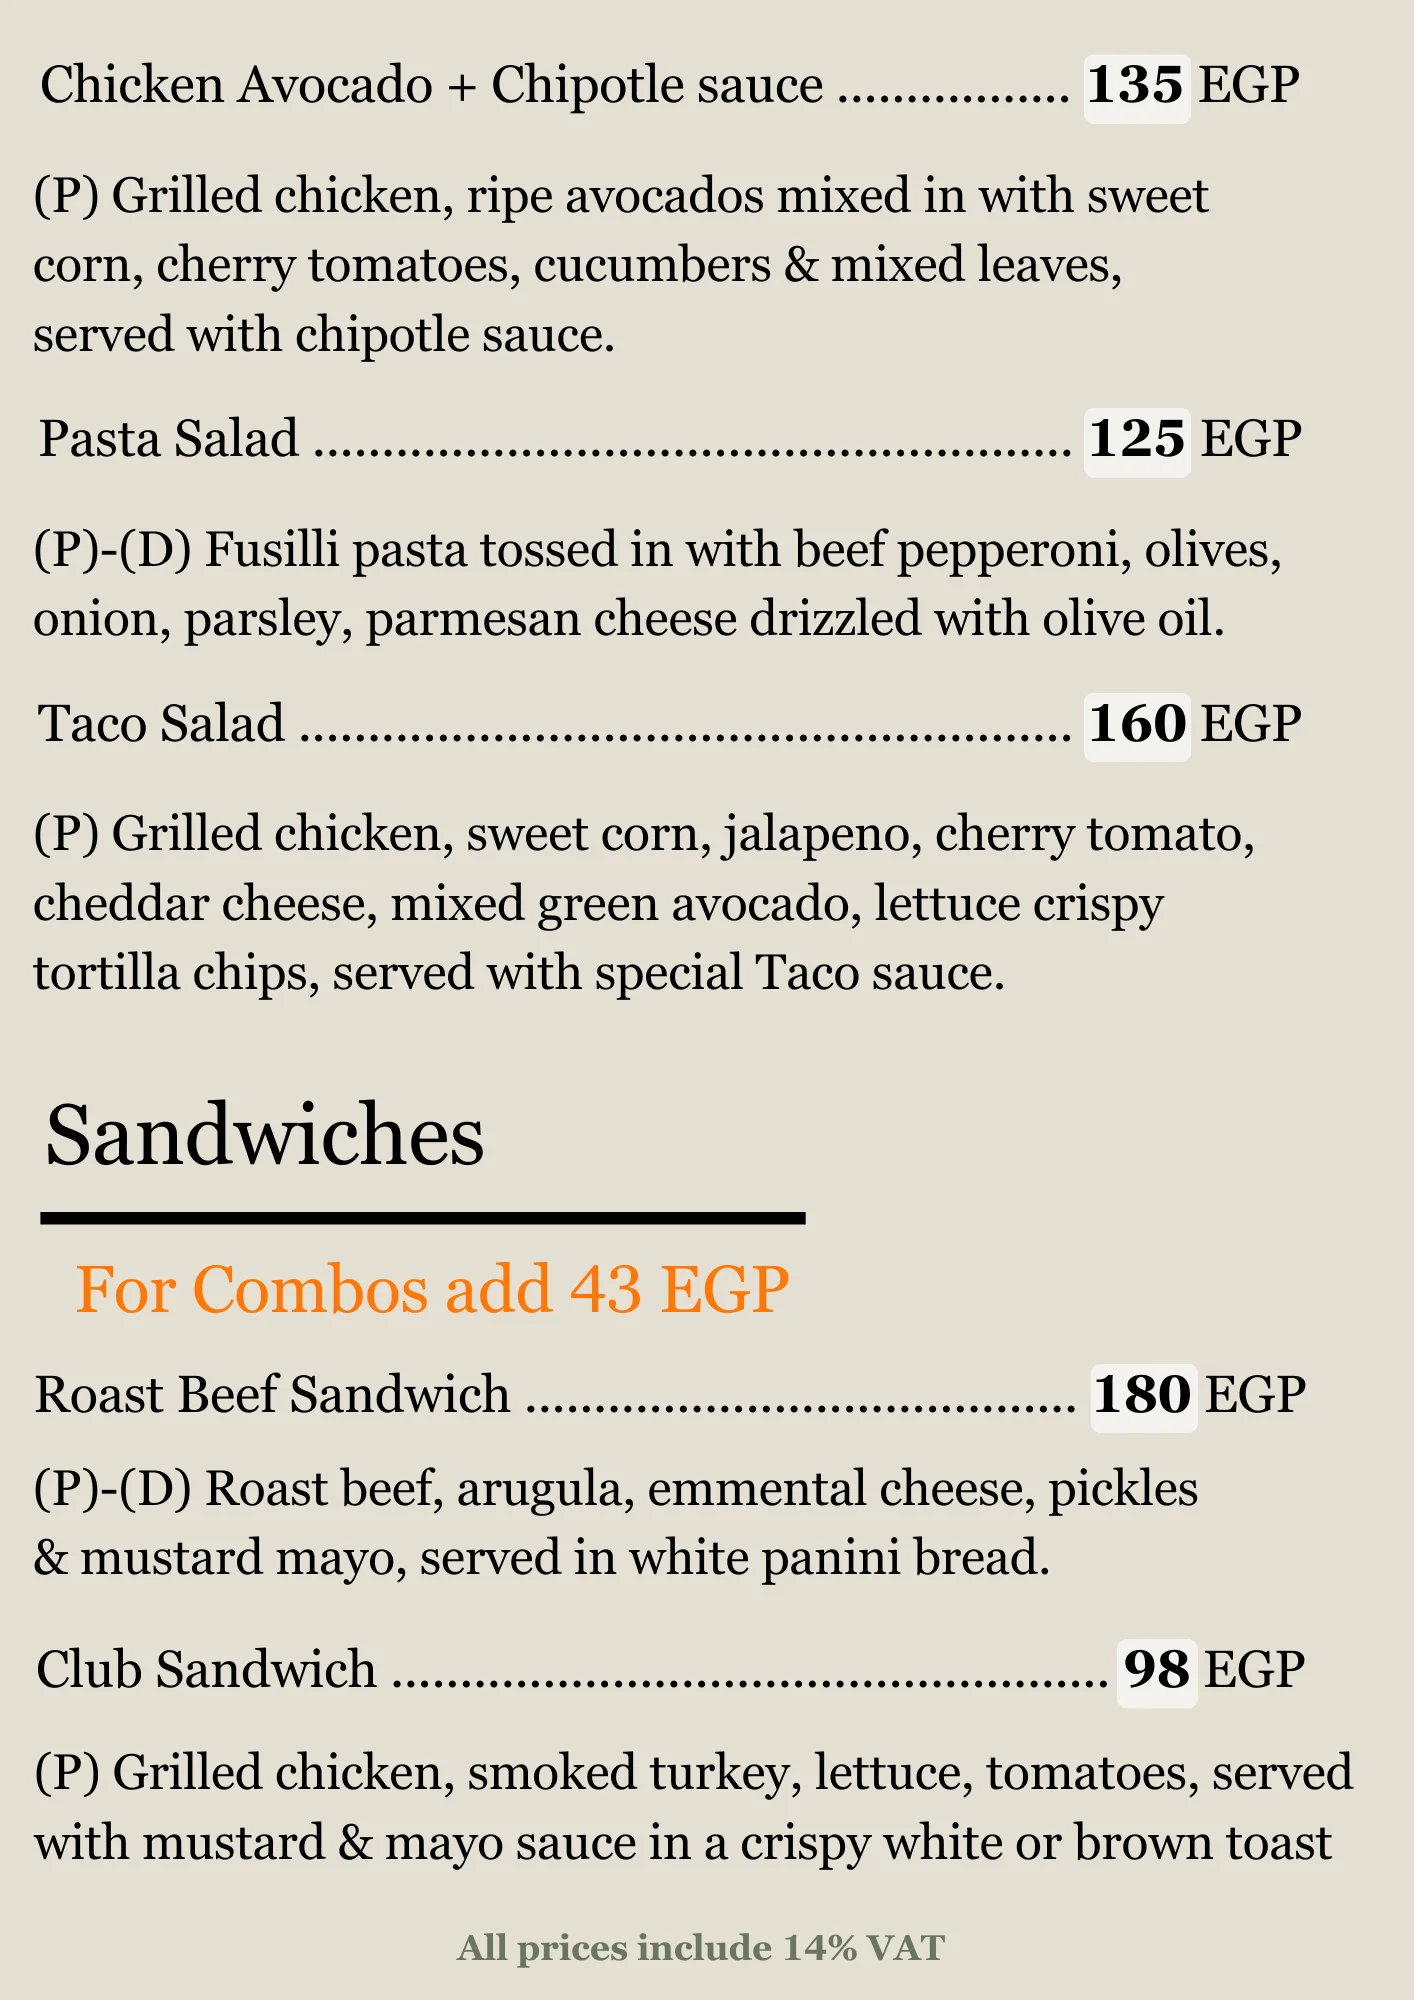 Chicken Avocado + Chipotle sauce ................. 135 EGP
(P) Grilled chicken, ripe avocados mixed in with sweet
corn, cherry tomatoes, cucumbers & mixed leaves,
served with chipotle sauce.
Pasta Salad ....................................................... 125 EGP
(P)-(D) Fusilli pasta tossed in with beef pepperoni, olives,
onion, parsley, parmesan cheese drizzled with olive oil.
Taco Salad ........................................................ 160 EGP
(P) Grilled chicken, sweet corn, jalapeno, cherry tomato,
cheddar cheese, mixed green avocado, lettuce crispy
tortilla chips, served with special Taco sauce.
Sandwiches
For Combos add 43 EGP
Roast Beef Sandwich ........................................ 180 EGP
(P)-(D) Roast beef, arugula, emmental cheese, pickles
& mustard mayo, served in white panini bread.
Club Sandwich .................................................... 98 EGP
(P) Grilled chicken, smoked turkey, lettuce, tomatoes, served
with mustard & mayo sauce in a crispy white or brown toast
All prices include 14% VAT